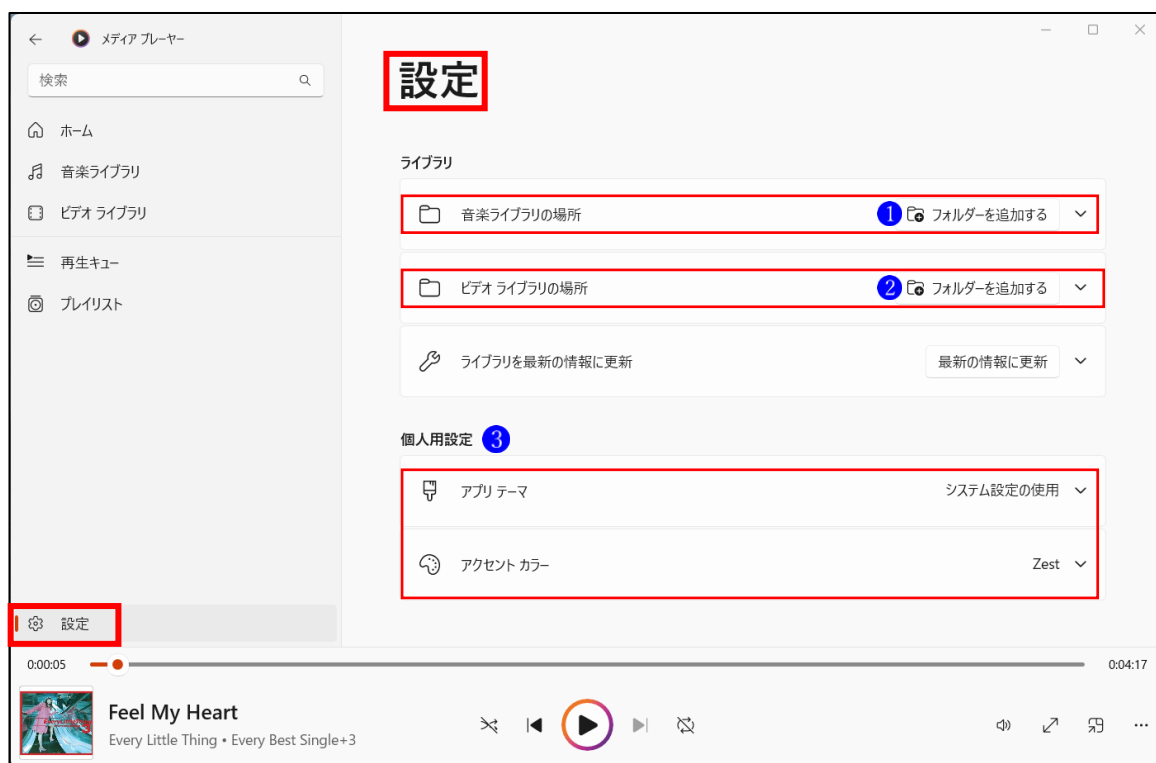 メディア プレーヤー
検索
ホーム
音楽ライブラリ
ビデオ ライブラリ
再生キュー
プレイリスト
設定
設定
ライブラリ
音楽ライブラリの場所 1 フォルダーを追加する
ビデオ ライブラリの場所 2 フォルダーを追加する
ライブラリを最新の情報に更新 最新の情報に更新
個人用設定 3
アプリ テーマ システム設定の使用
アクセント カラー Zest
0:00:05 0:04:17
Feel My Heart
Every Little Thing • Every Best Single+3